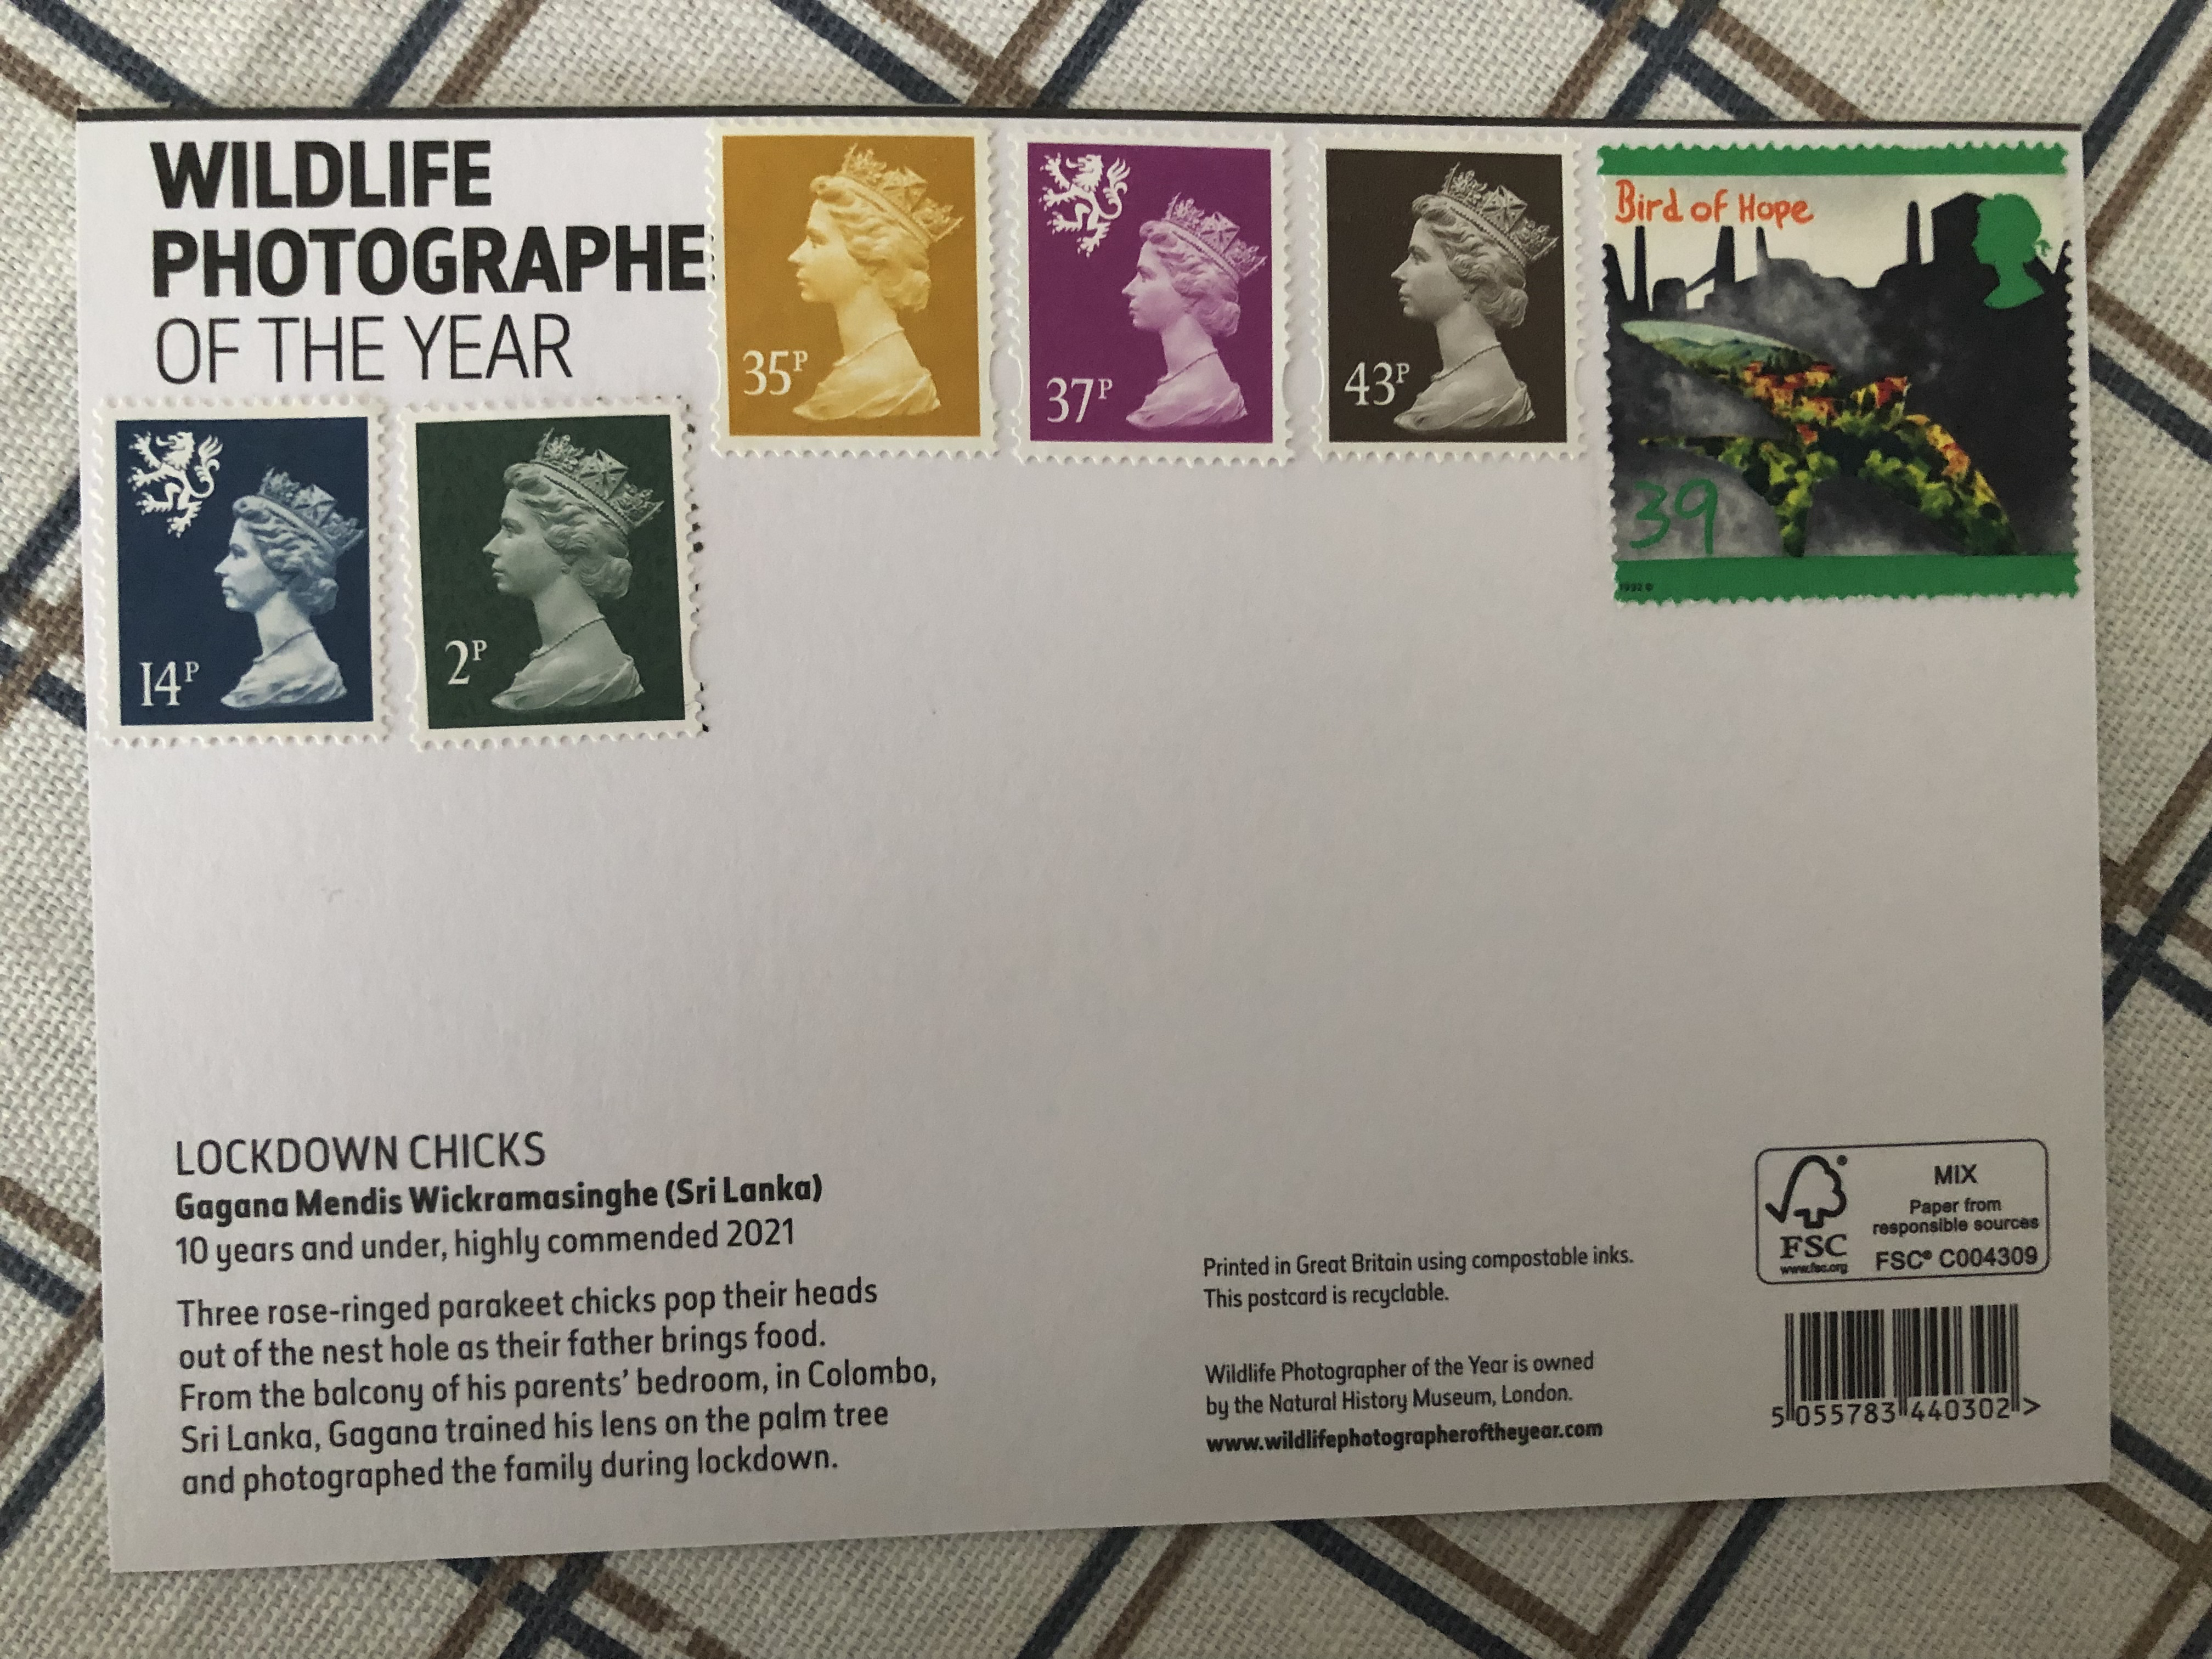 WILDLIFE
PHOTOGRAPHE
OF THE YEAR
35P
37P
43P
Bird of Hope
39
1992 ©
14P
2P
LOCKDOWN CHICKS
Gagana Mendis Wickramasinghe (Sri Lanka)
10 years and under, highly commended 2021
Three rose-ringed parakeet chicks pop their heads
out of the nest hole as their father brings food.
From the balcony of his parents' bedroom, in Colombo,
Sri Lanka, Gagana trained his lens on the palm tree
and photographed the family during lockdown.
Printed in Great Britain using compostable inks.
This postcard is recyclable.
Wildlife Photographer of the Year is owned
by the Natural History Museum, London.
www.wildlifephotographeroftheyear.com
FSC
www.fsc.org
MIX
Paper from
responsible sources
FSC® C004309
5 055783 440302 >